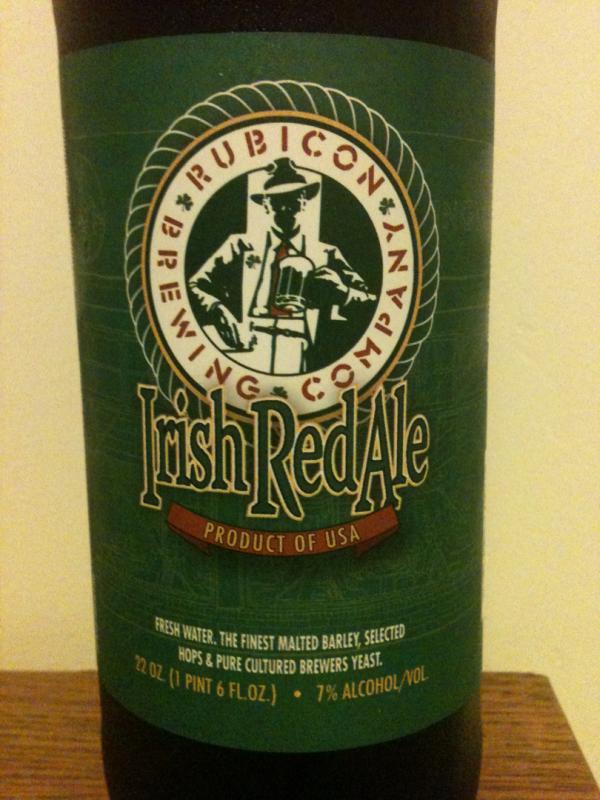 RUBICON
BREWING COMPANY
Irish Red Ale
PRODUCT OF USA
FRESH WATER. THE FINEST MALTED BARLEY, SELECTED
HOPS & PURE CULTURED BREWERS YEAST.
22 OZ. (1 PINT 6 FL.OZ.) • 7% ALCOHOL/VOL.